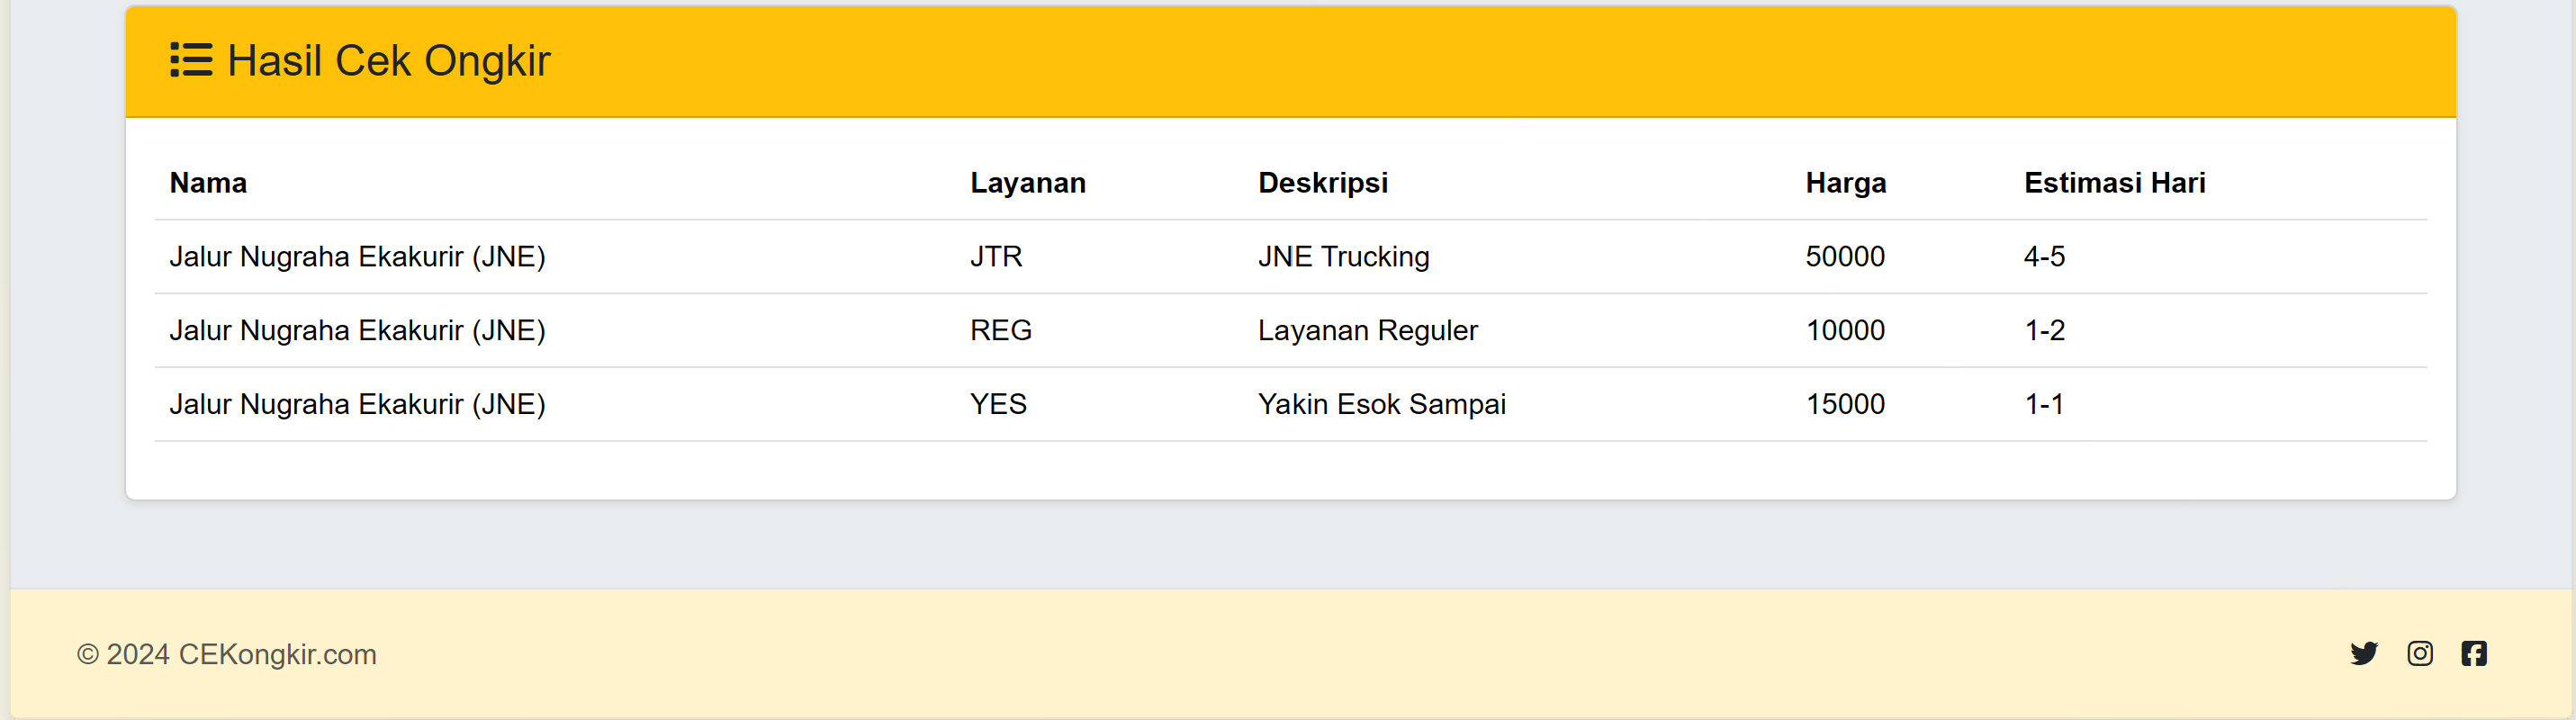 Hasil Cek Ongkir
Nama Layanan Deskripsi Harga Estimasi Hari
Jalur Nugraha Ekakurir (JNE) JTR JNE Trucking 50000 4-5
Jalur Nugraha Ekakurir (JNE) REG Layanan Reguler 10000 1-2
Jalur Nugraha Ekakurir (JNE) YES Yakin Esok Sampai 15000 1-1
© 2024 CEKongkir.com